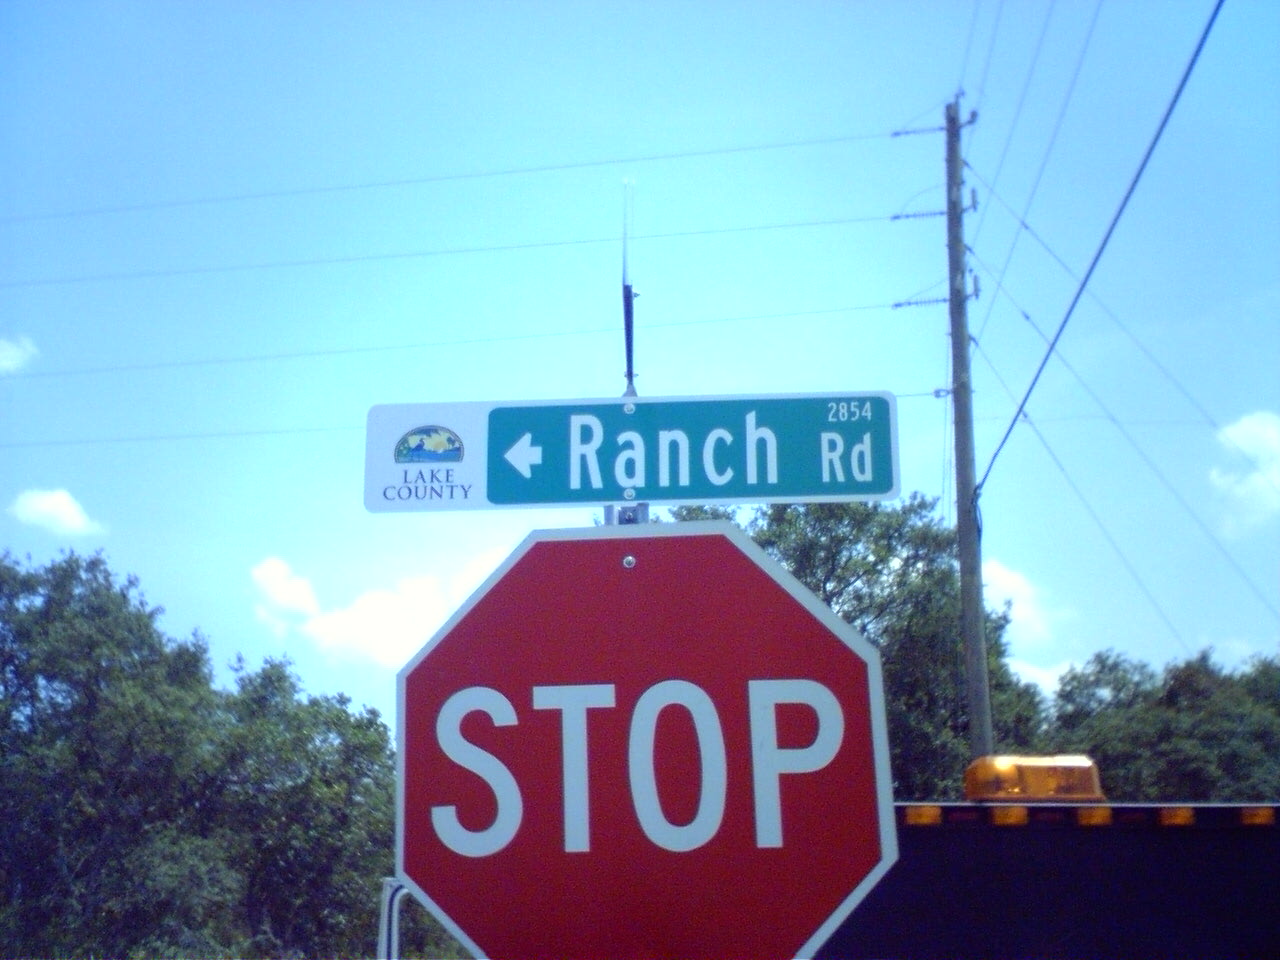 LAKE
COUNTY
2854
Ranch Rd
STOP